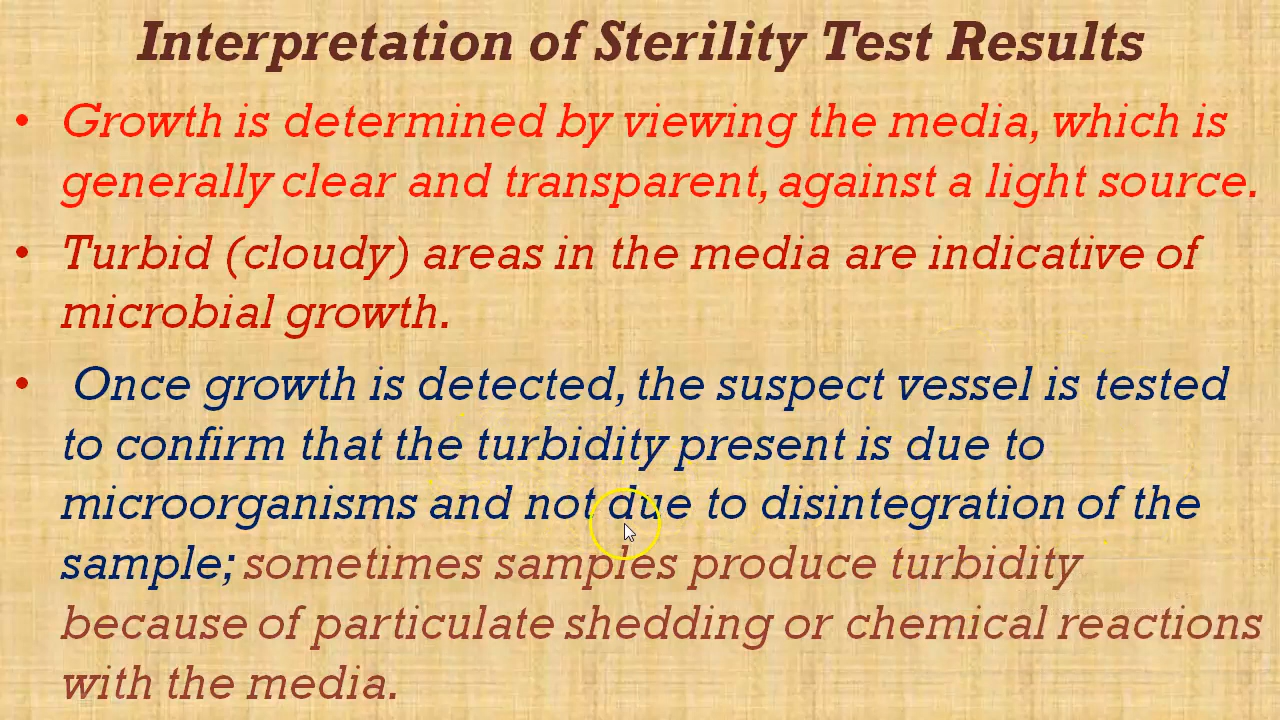 Interpretation of Sterility Test Results
• Growth is determined by viewing the media, which is
generally clear and transparent, against a light source.
• Turbid (cloudy) areas in the media are indicative of
microbial growth.
• Once growth is detected, the suspect vessel is tested
to confirm that the turbidity present is due to
microorganisms and not due to disintegration of the
sample; sometimes samples produce turbidity
because of particulate shedding or chemical reactions
with the media.